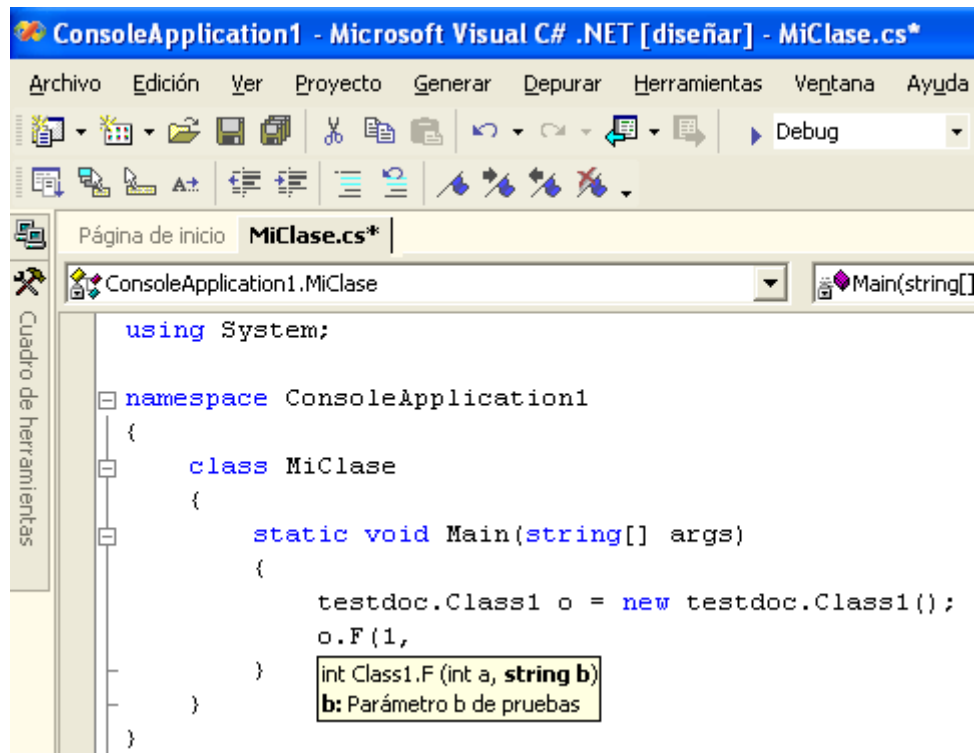 ConsoleApplication1 - Microsoft Visual C# .NET [diseñar] - MiClase.cs*
Archivo Edición Ver Proyecto Generar Depurar Herramientas Ventana Ayuda
Debug
Página de inicio MiClase.cs*
ConsoleApplication1.MiClase Main(string[]
Cuadro de herramientas
using System;
namespace ConsoleApplication1
{
class MiClase
{
static void Main(string[] args)
{
testdoc.Class1 o = new testdoc.Class1();
o.F(1,
}
int Class1.F (int a, string b)
b: Parámetro b de pruebas
}
}